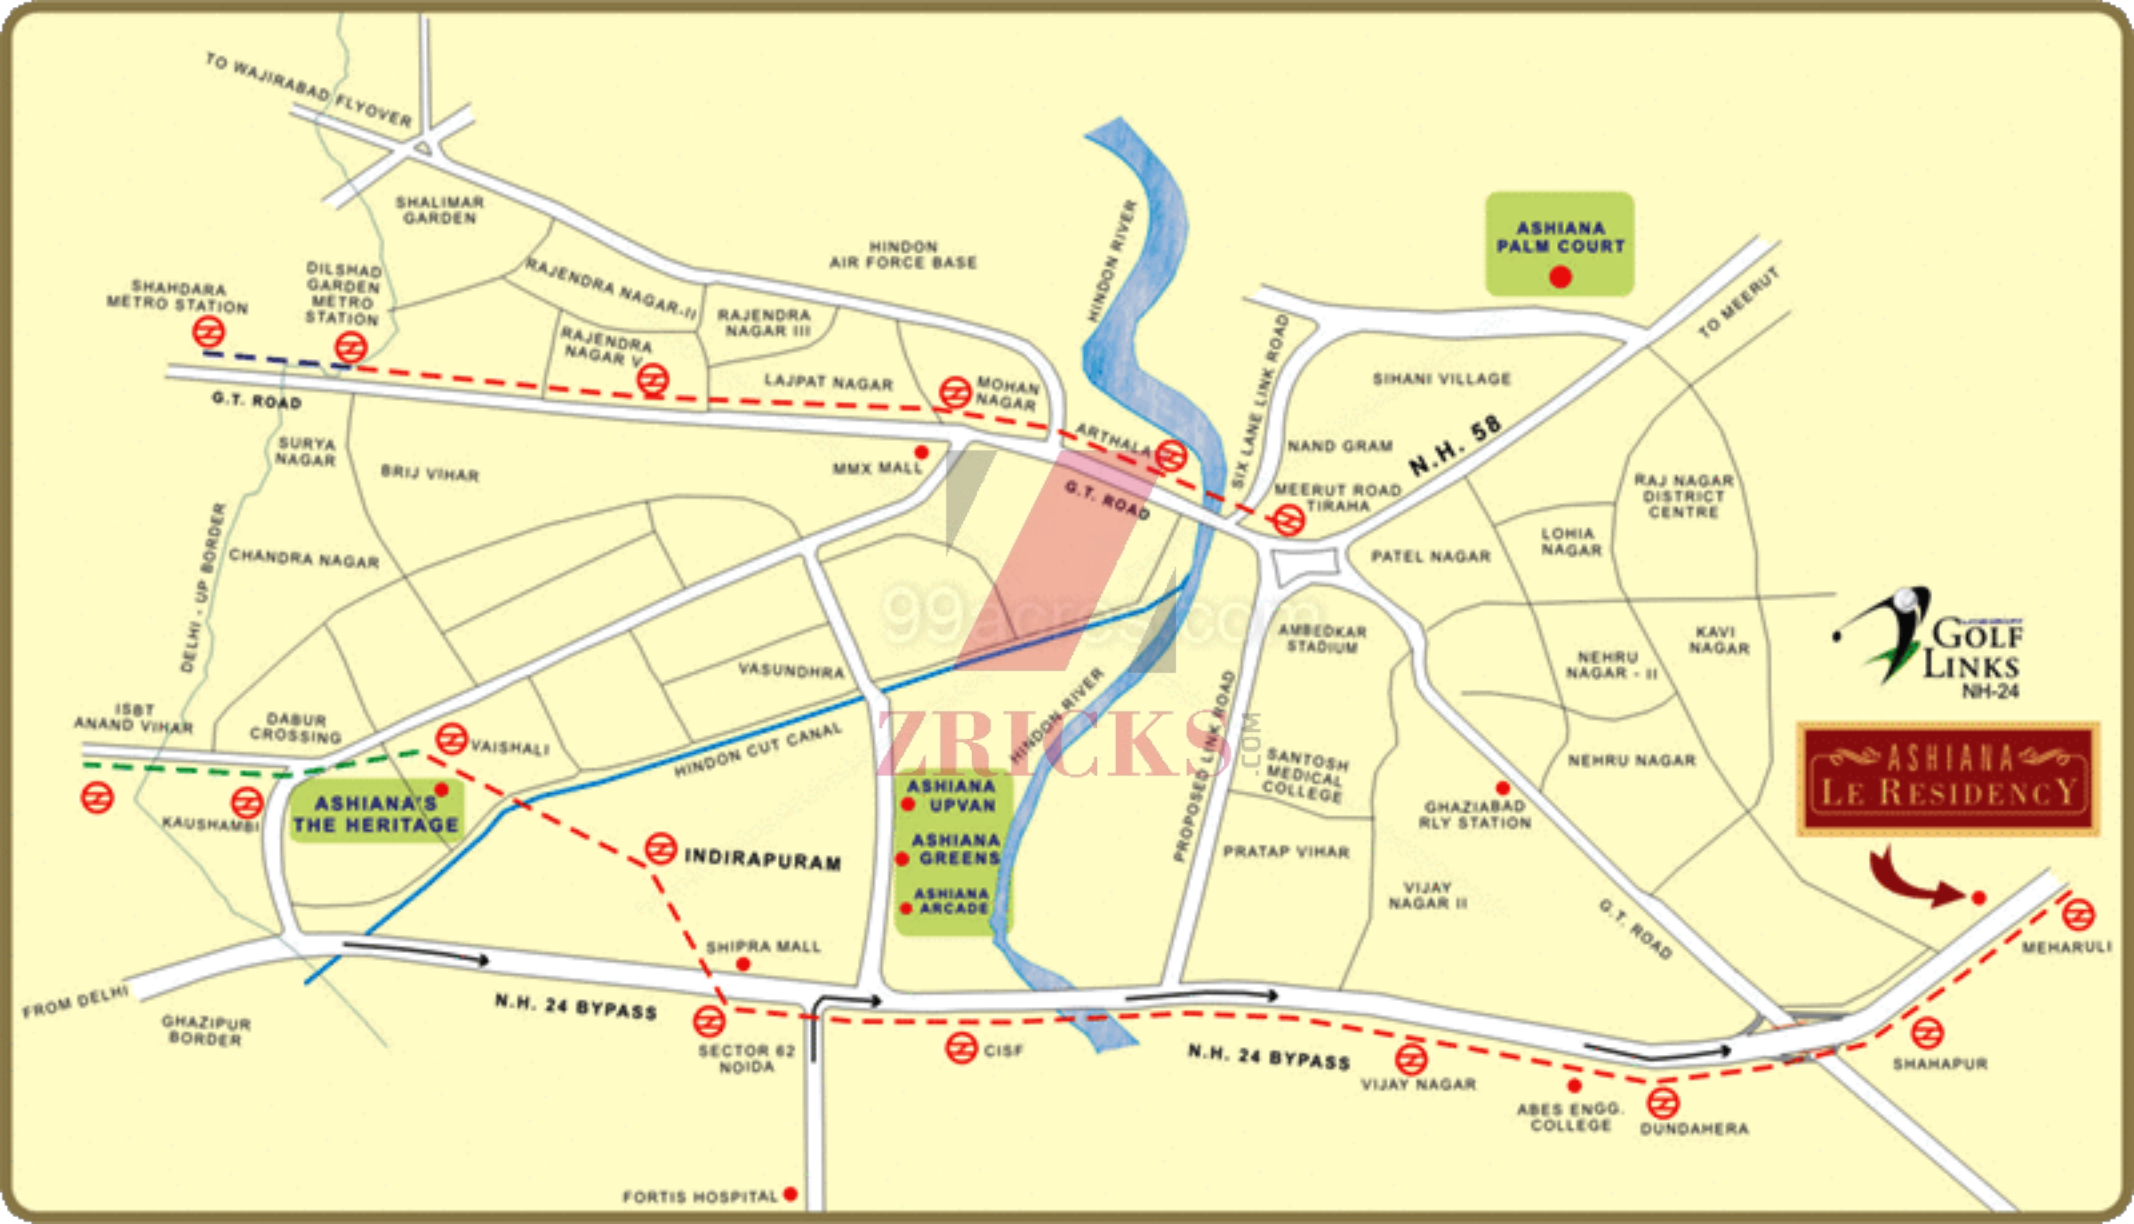 TO WAJIRABAD FLYOVER
SHALIMAR
GARDEN
HINDON
AIR FORCE BASE
HINDON RIVER
ASHIANA
PALM COURT
TO MEERUT
SHAHDARA
METRO STATION
DILSHAD
GARDEN
METRO
STATION
RAJENDRA NAGAR-II
RAJENDRA
NAGAR III
RAJENDRA
NAGAR V
LAJPAT NAGAR
MOHAN
NAGAR
SIX LANE LINK ROAD
SIHANI VILLAGE
G.T. ROAD
SURYA
NAGAR
BRIJ VIHAR
MMX MALL
ARTHALA
G.T. ROAD
NAND GRAM
N.H. 58
MEERUT ROAD
TIRAHA
RAJ NAGAR
DISTRICT
CENTRE
LOHIA
NAGAR
PATEL NAGAR
DELHI - UP BORDER
CHANDRA NAGAR
99acres.com
AMBEDKAR
STADIUM
KAVI
NAGAR
NEHRU
NAGAR - II
GOLF
LINKS
NH-24
VASUNDHRA
HINDON CUT CANAL
HINDON RIVER
PROPOSED LINK ROAD
ZRICKS
.COM
ISBT
ANAND VIHAR
DABUR
CROSSING
VAISHALI
KAUSHAMBI
ASHIANA'S
THE HERITAGE
INDIRAPURAM
ASHIANA
UPVAN
ASHIANA
GREENS
ASHIANA
ARCADE
SANTOSH
MEDICAL
COLLEGE
PRATAP VIHAR
VIJAY
NAGAR II
GHAZIABAD
RLY STATION
NEHRU NAGAR
ASHIANA
LE RESIDENCY
G.T. ROAD
MEHARULI
SHIPRA MALL
FROM DELHI
GHAZIPUR
BORDER
N.H. 24 BYPASS
SECTOR 62
NOIDA
CISF
N.H. 24 BYPASS
VIJAY NAGAR
ABES ENGG.
COLLEGE
DUNDAHERA
SHAHAPUR
FORTIS HOSPITAL